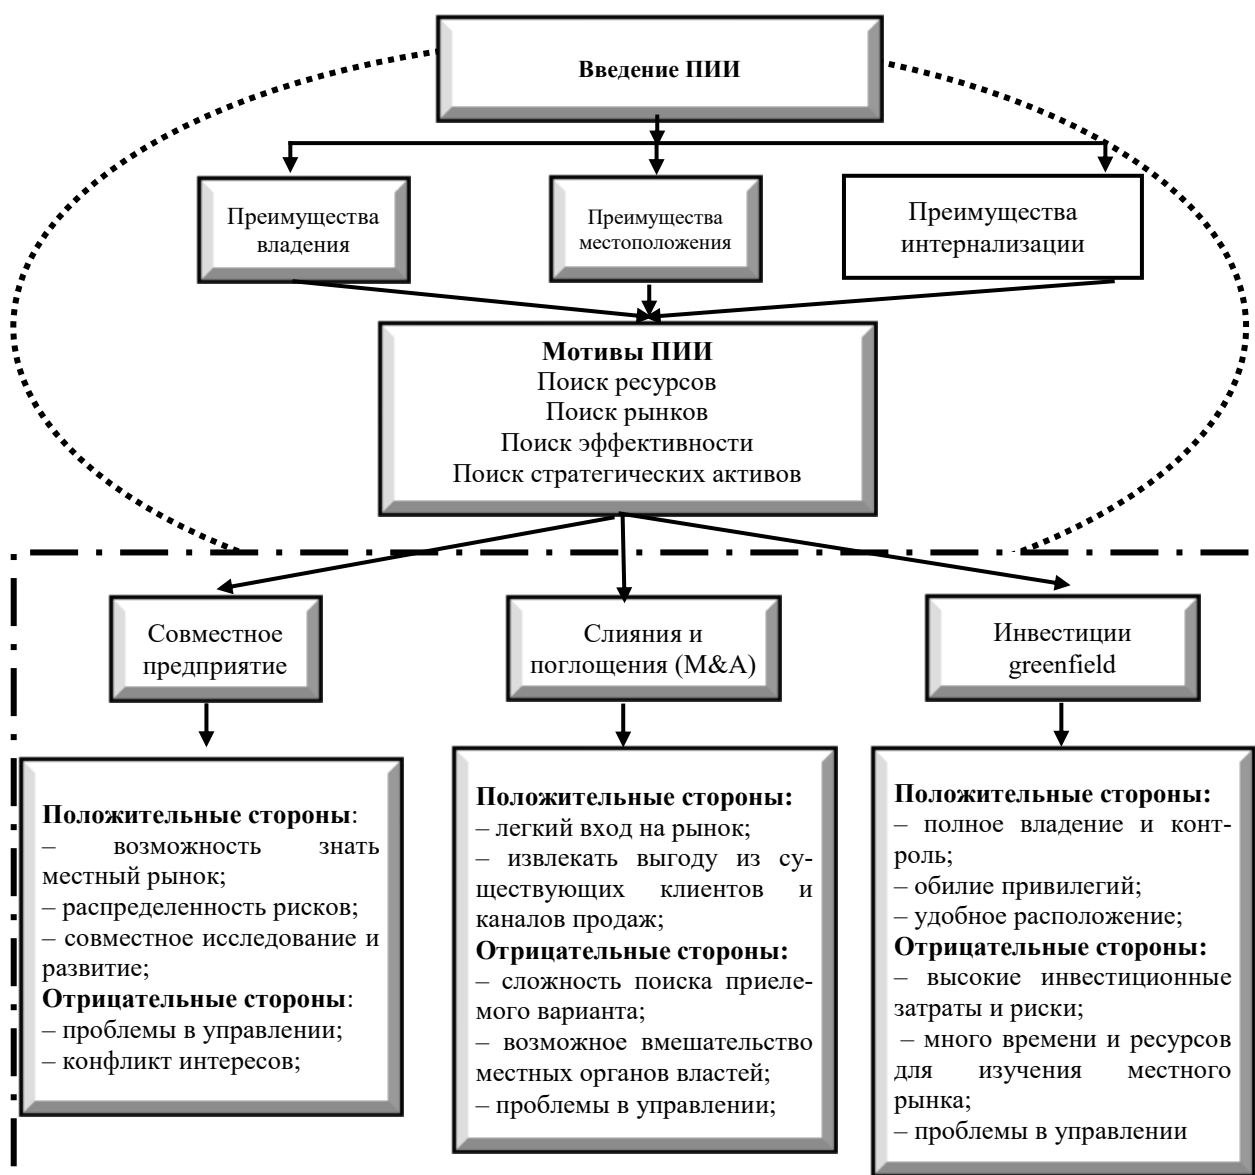 Введение ПИИ
Преимущества
владения
Преимущества
местоположения
Преимущества
интернализации
Мотивы ПИИ
Поиск ресурсов
Поиск рынков
Поиск эффективности
Поиск стратегических активов
Совместное
предприятие
Слияния и
поглощения (M&A)
Инвестиции
greenfield
Положительные стороны:
– возможность знать
местный рынок;
– распределенность рисков;
– совместное исследование и
развитие;
Отрицательные стороны:
– проблемы в управлении;
– конфликт интересов;
Положительные стороны:
– легкий вход на рынок;
– извлекать выгоду из су-
ществующих клиентов и
каналов продаж;
Отрицательные стороны:
– сложность поиска приеле-
мого варианта;
– возможное вмешательство
местных органов властей;
– проблемы в управлении;
Положительные стороны:
– полное владение и конт-
роль;
– обилие привилегий;
– удобное расположение;
Отрицательные стороны:
– высокие инвестиционные
затраты и риски;
– много времени и ресурсов
для изучения местного
рынка;
– проблемы в управлении